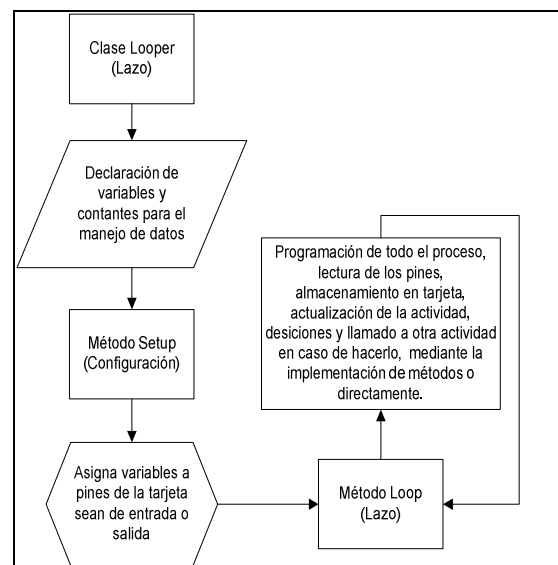 Clase Looper
(Lazo)
Declaración de
variables y
contantes para el
manejo de datos
Método Setup
(Configuración)
Asigna variables a
pines de la tarjeta
sean de entrada o
salida
Programación de todo el proceso,
lectura de los pines,
almacenamiento en tarjeta,
actualización de la actividad,
desiciones y llamado a otra actividad
en caso de hacerlo, mediante la
implementación de métodos o
directamente.
Método Loop
(Lazo)